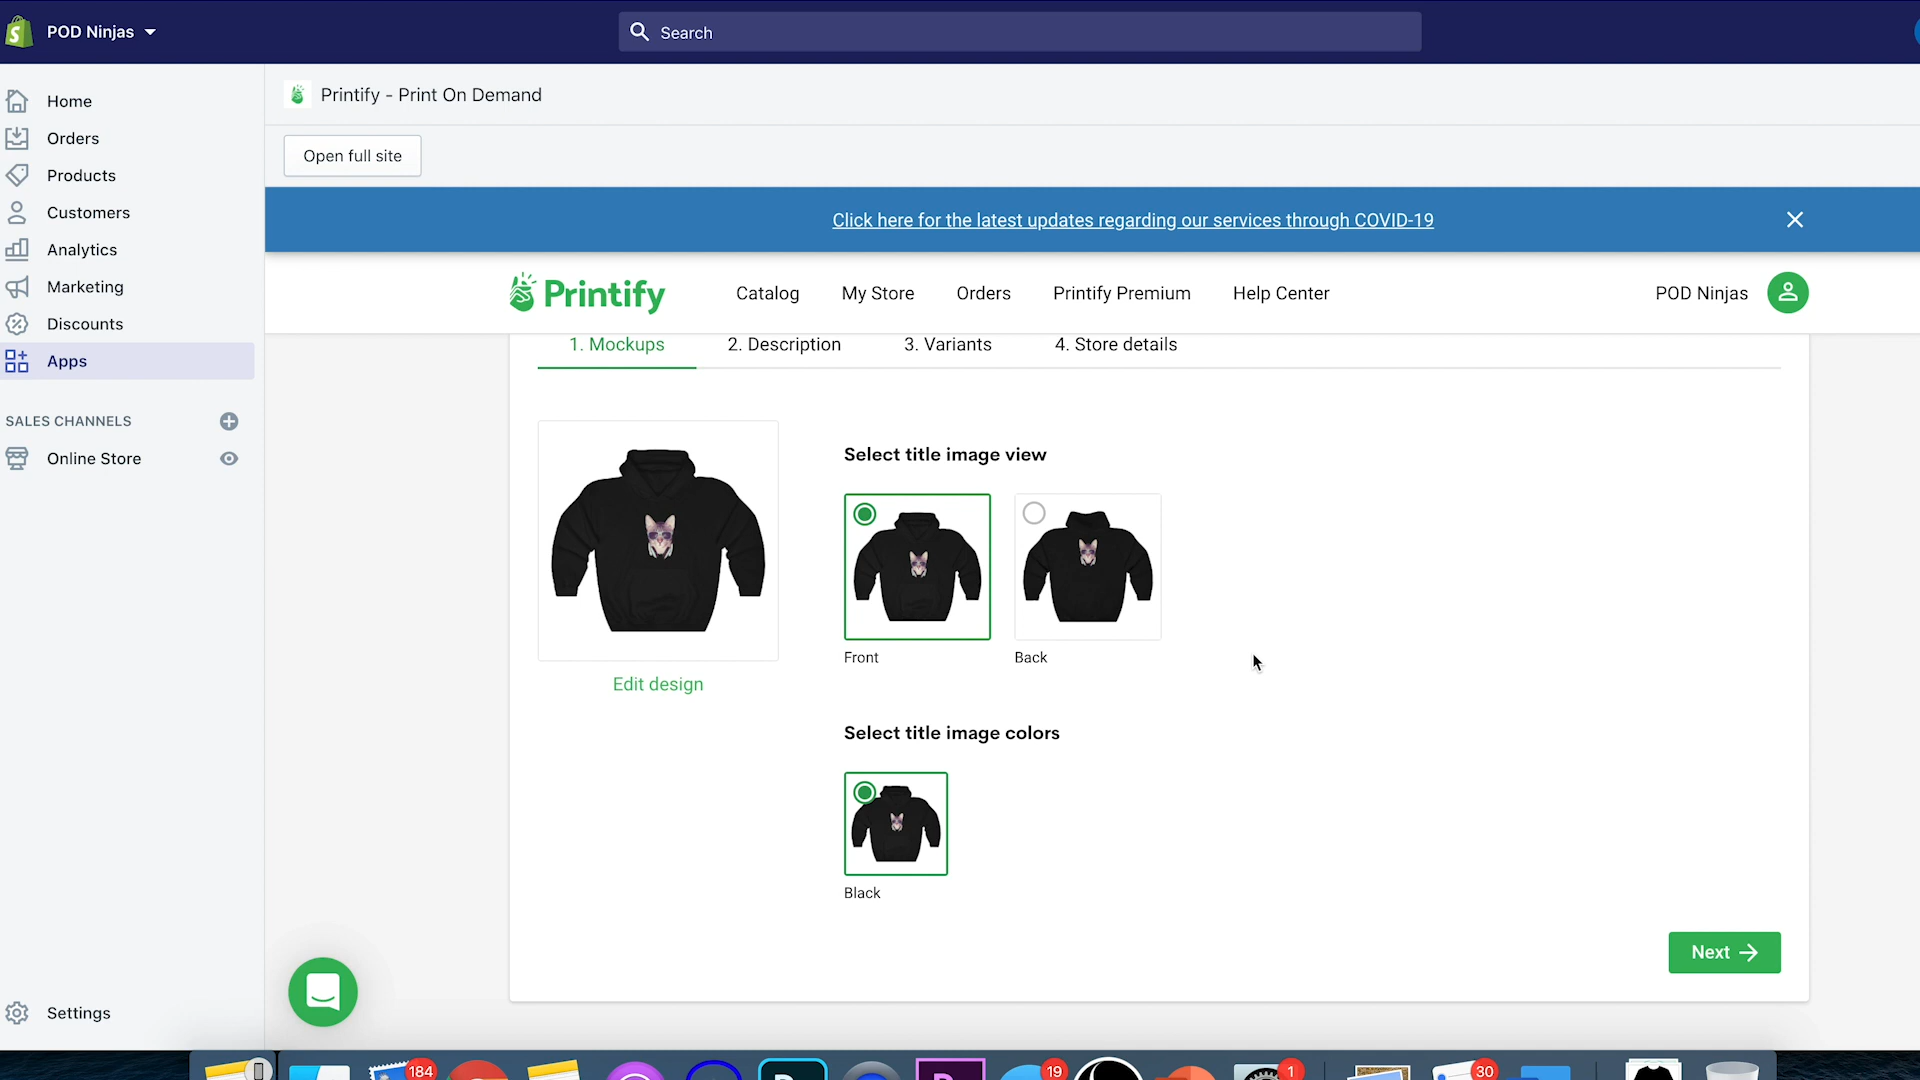 POD Ninjas
Search
Home
Orders
Products
Customers
Analytics
Marketing
Discounts
Apps
SALES CHANNELS
Online Store
Settings
Printify - Print On Demand
Open full site
Click here for the latest updates regarding our services through COVID-19
Printify
Catalog
My Store
Orders
Printify Premium
Help Center
POD Ninjas
1. Mockups
2. Description
3. Variants
4. Store details
Edit design
Select title image view
Front
Back
Select title image colors
Black
Next
184
19
1
30